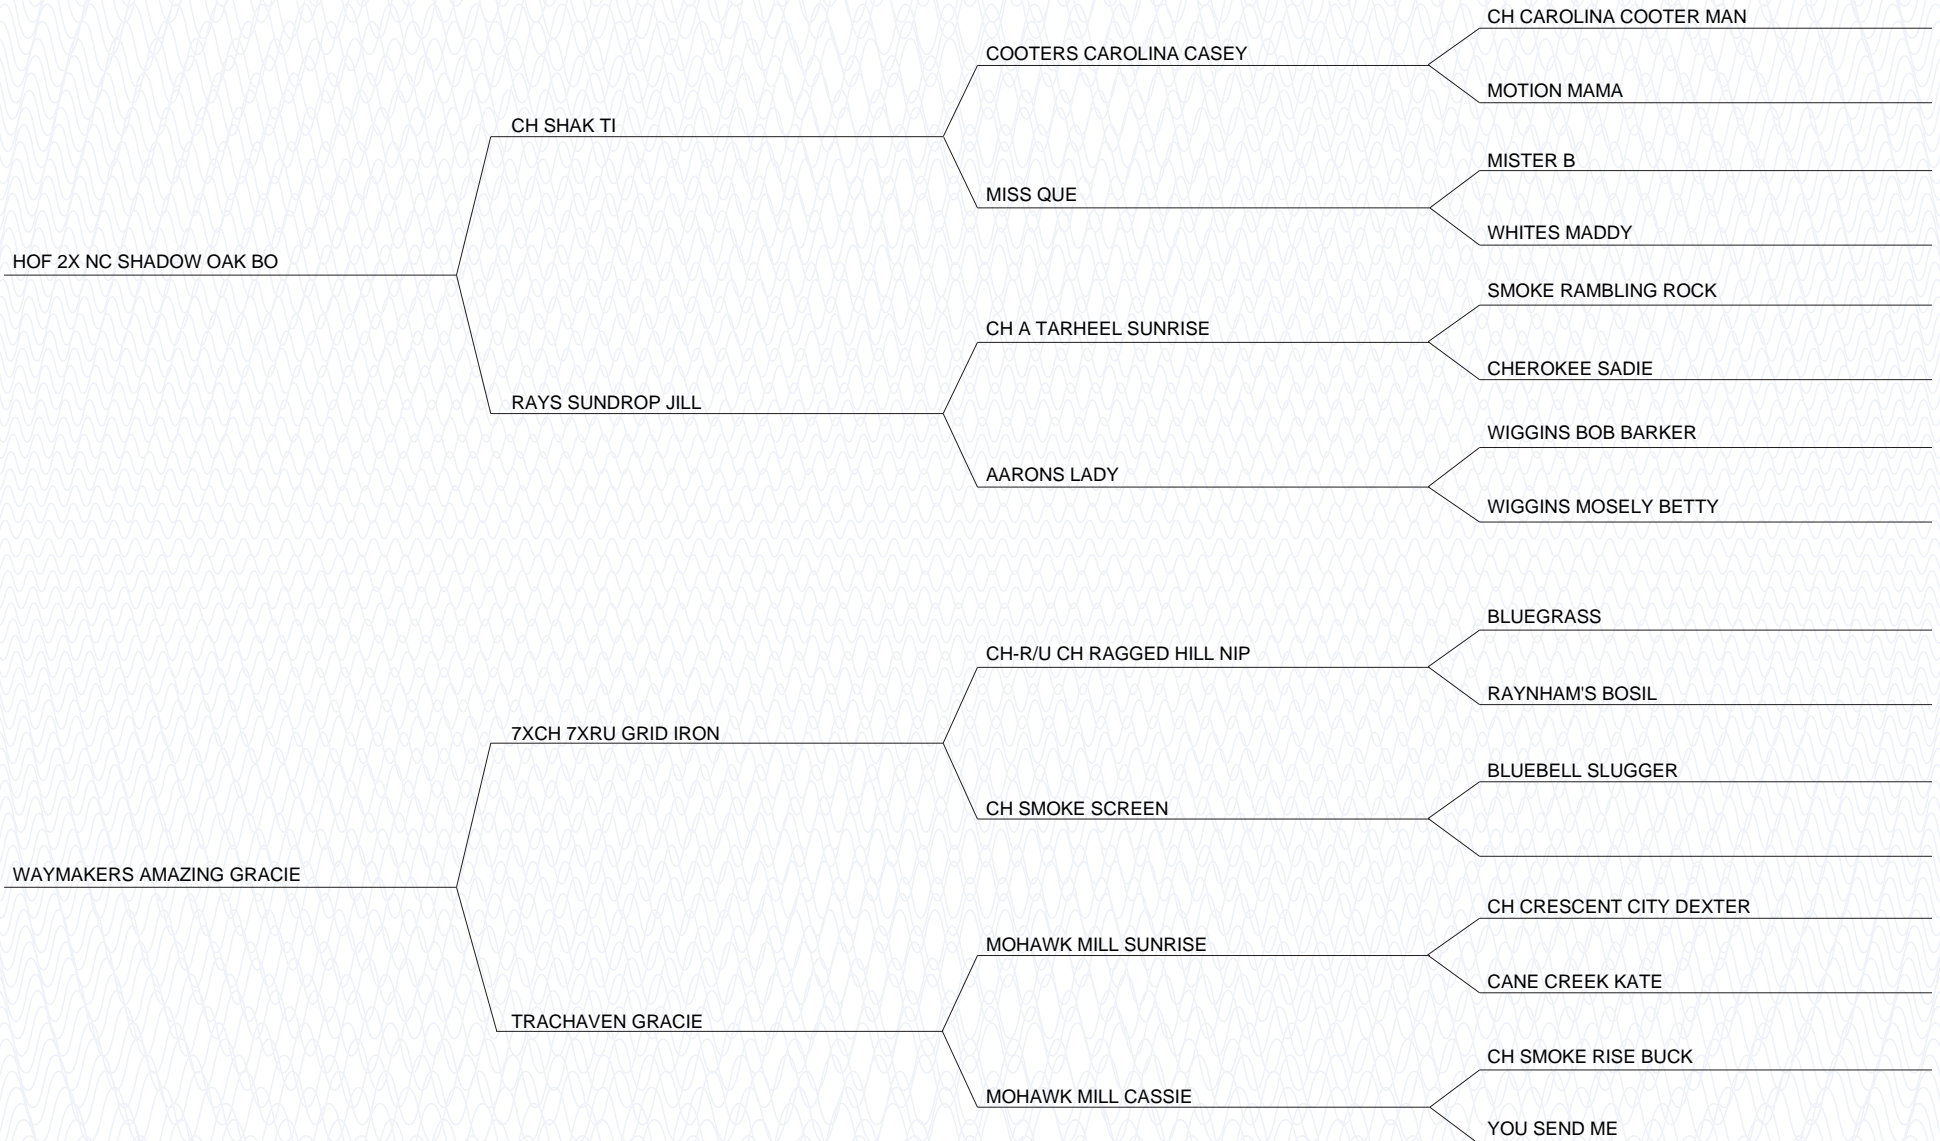 CH CAROLINA COOTER MAN
COOTERS CAROLINA CASEY
MOTION MAMA
CH SHAK TI
MISTER B
MISS QUE
WHITES MADDY
HOF 2X NC SHADOW OAK BO
SMOKE RAMBLING ROCK
CH A TARHEEL SUNRISE
CHEROKEE SADIE
RAYS SUNDROP JILL
WIGGINS BOB BARKER
AARONS LADY
WIGGINS MOSELY BETTY
BLUEGRASS
CH-R/U CH RAGGED HILL NIP
RAYNHAM'S BOSIL
7XCH 7XRU GRID IRON
BLUEBELL SLUGGER
CH SMOKE SCREEN
WAYMAKERS AMAZING GRACIE
CH CRESCENT CITY DEXTER
MOHAWK MILL SUNRISE
CANE CREEK KATE
TRACHAVEN GRACIE
CH SMOKE RISE BUCK
MOHAWK MILL CASSIE
YOU SEND ME